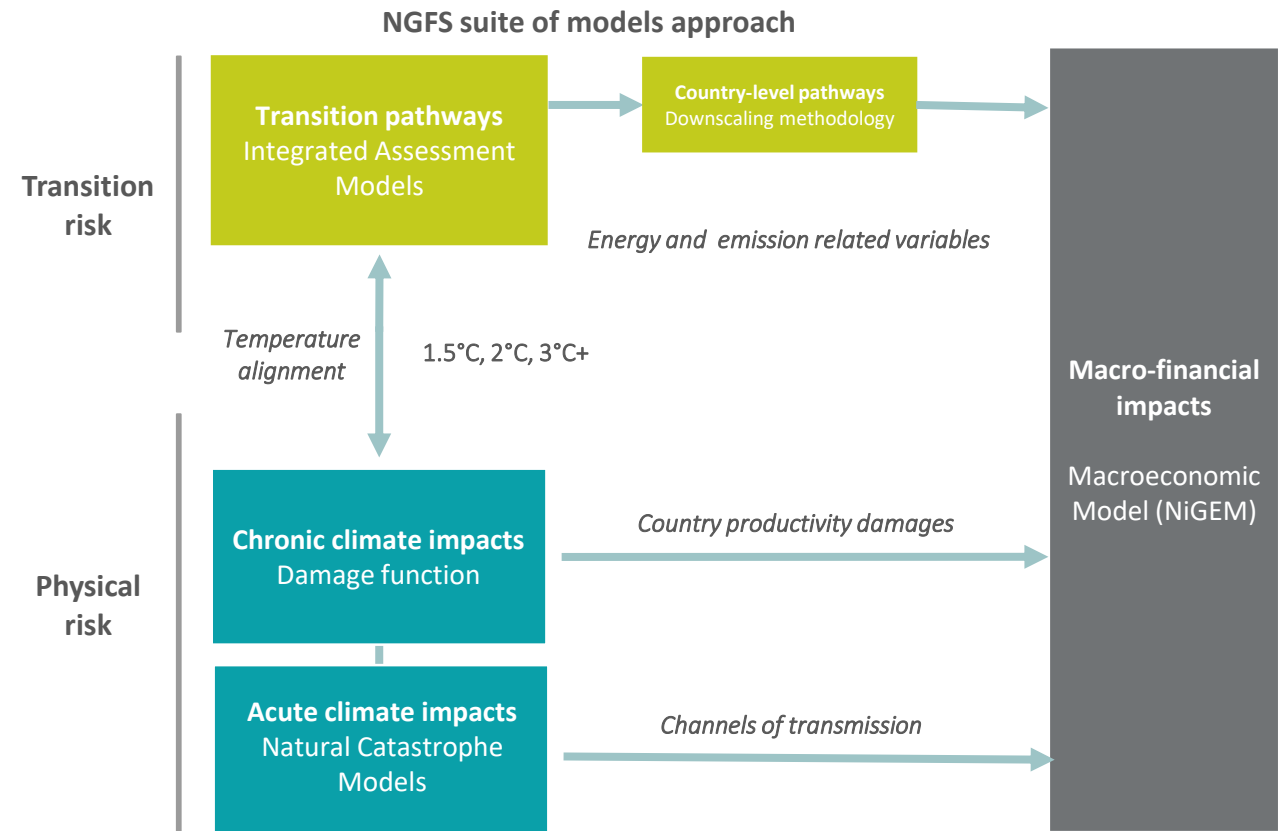 NGFS suite of models approach
Transition
risk
Transition pathways
Integrated Assessment
Models
Country-level pathways
Downscaling methodology
Energy and  emission related variables
Temperature
alignment
1.5°C, 2°C, 3°C+
Macro-financial
impacts
Macroeconomic
Model (NiGEM)
Physical
risk
Chronic climate impacts
Damage function
Country productivity damages
Acute climate impacts
Natural Catastrophe
Models
Channels of transmission